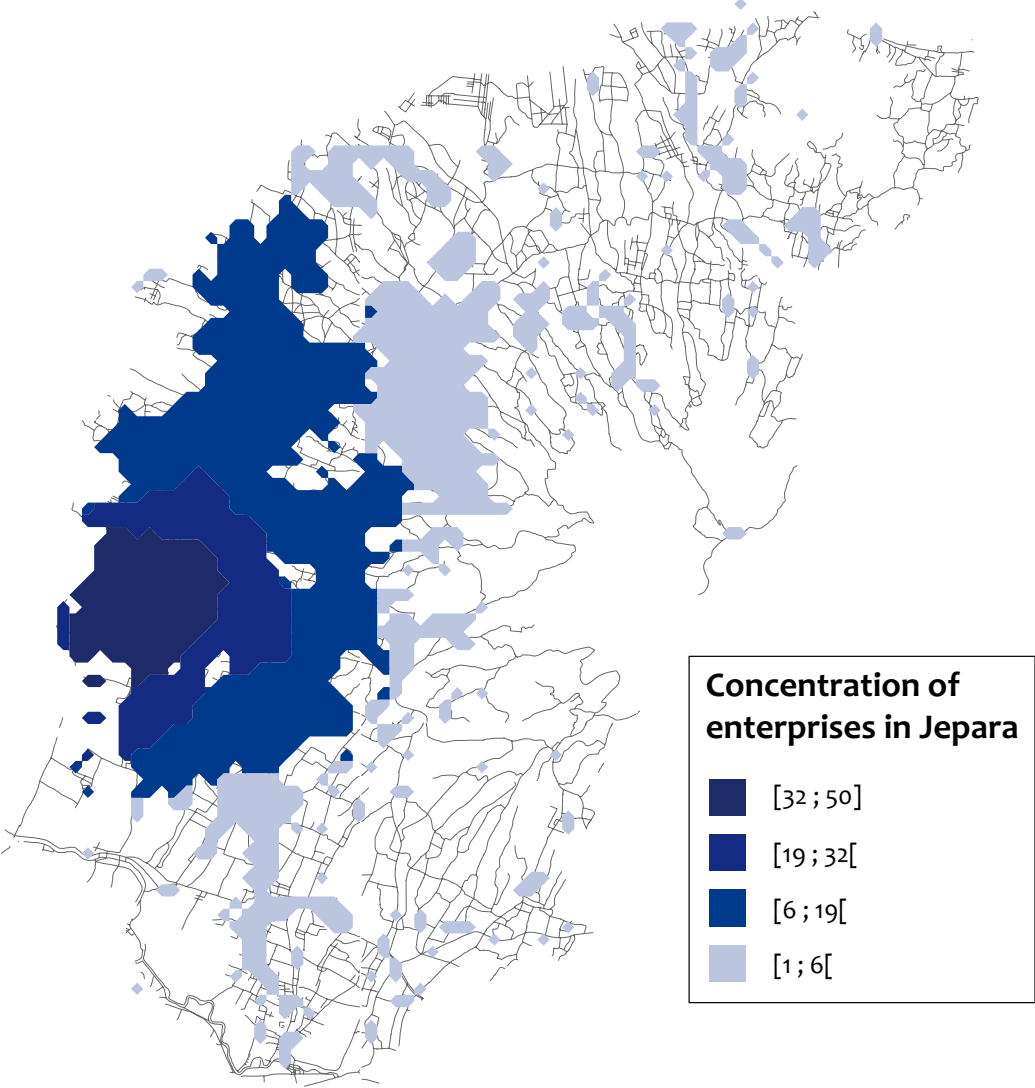 Concentration of
enterprises in Jepara
[32 ; 50]
[19 ; 32[
[6 ; 19[
[1 ; 6[